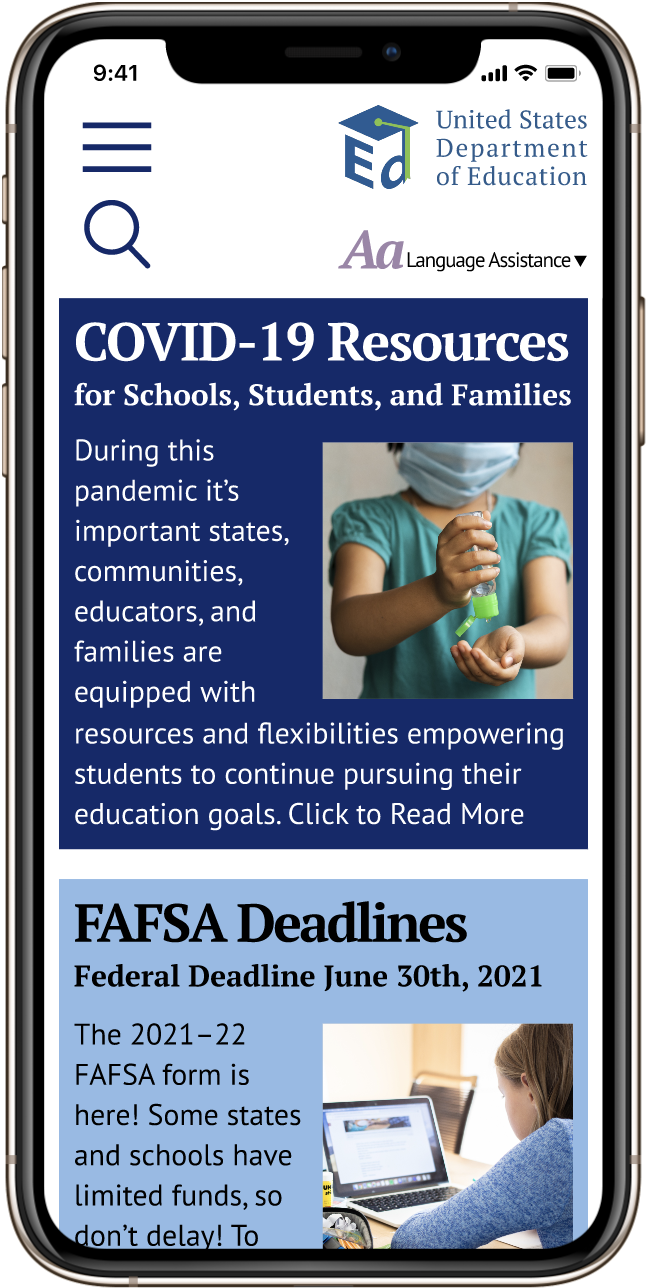 9:41
Ed
United States
Department
of Education
Aa Language Assistance ▼
COVID-19 Resources
for Schools, Students, and Families
During this
pandemic it’s
important states,
communities,
educators, and
families are
equipped with
resources and flexibilities empowering
students to continue pursuing their
education goals. Click to Read More
FAFSA Deadlines
Federal Deadline June 30th, 2021
The 2021–22
FAFSA form is
here! Some states
and schools have
limited funds, so
don’t delay! To